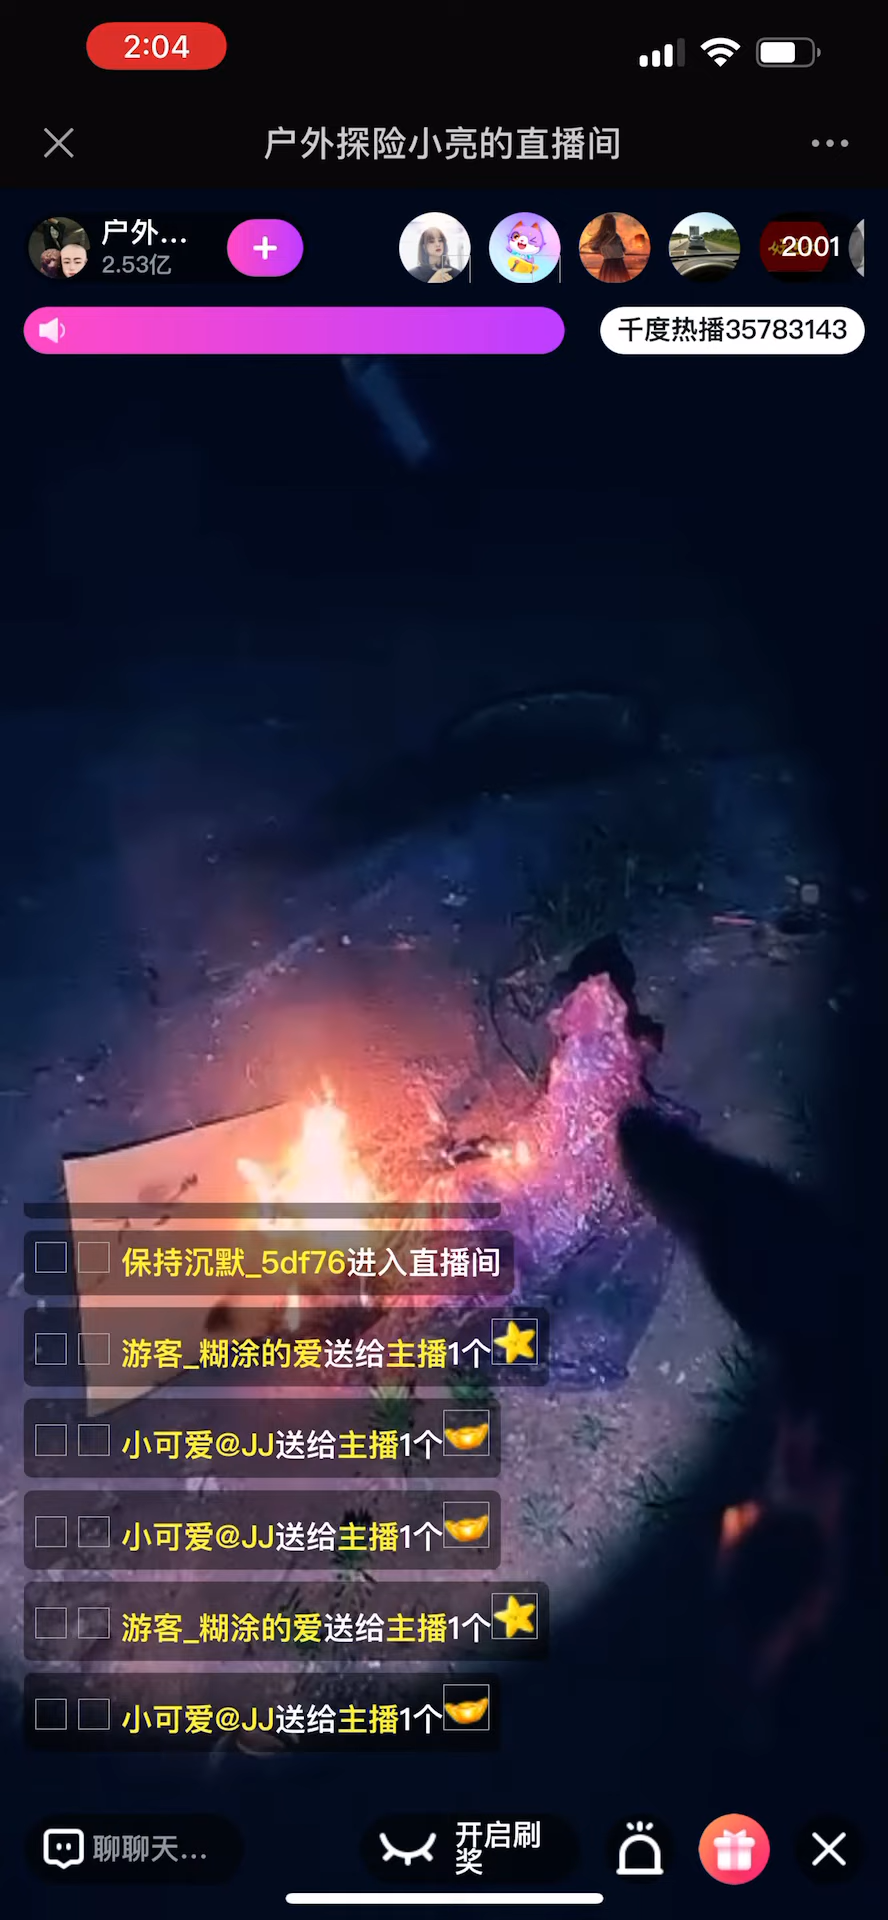 2:04
户外探险小亮的直播间
户外...
2.53亿
2001
千度热播35783143
保持沉默_5df76进入直播间
游客_糊涂的爱送给主播1个
小可爱@JJ送给主播1个
小可爱@JJ送给主播1个
游客_糊涂的爱送给主播1个
小可爱@JJ送给主播1个
聊聊天...
开启刷
奖